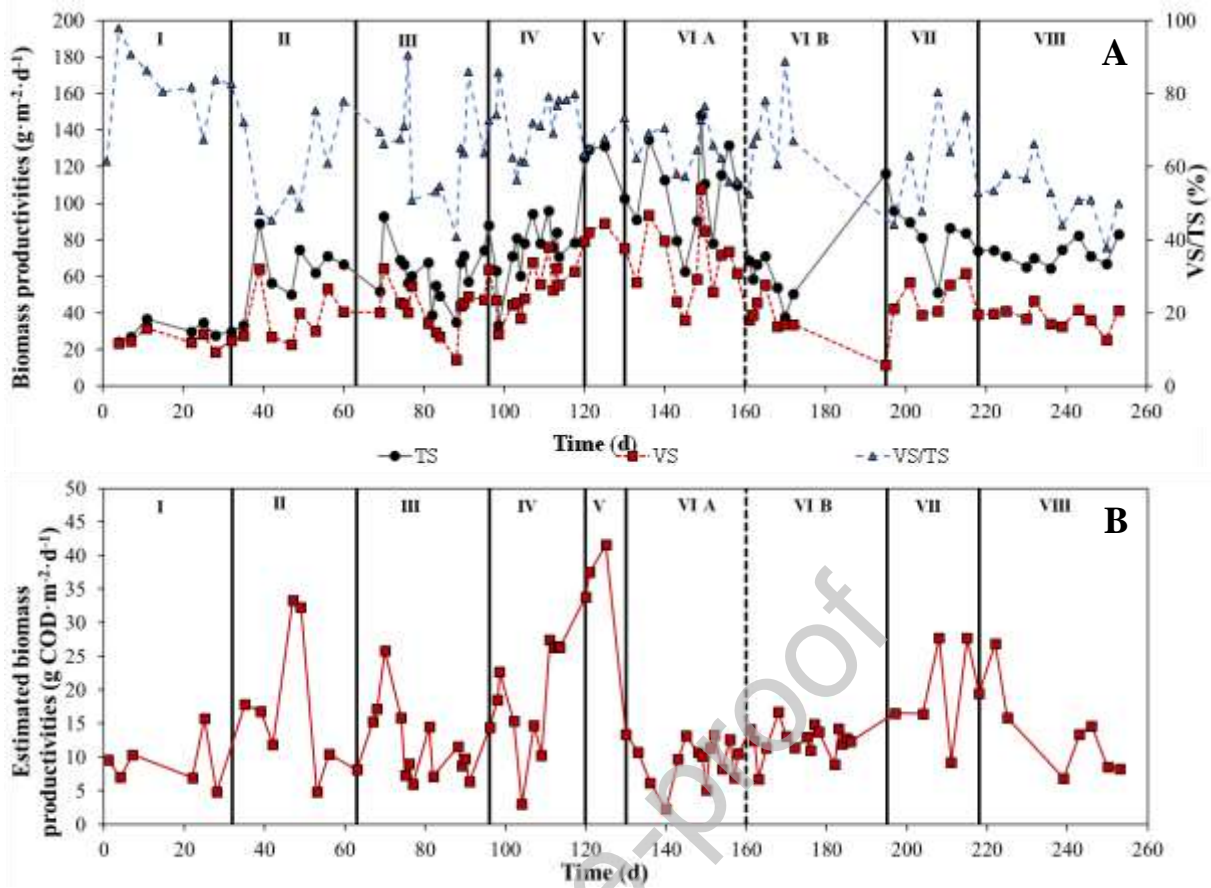 200
180
160
140
120
100
80
60
40
20
0
Biomass productivities (g·m⁻²·d⁻¹)
I II III IV V VI A VI B VII VIII
A
100
80
60
40
20
0
VS/TS (%)
0 20 40 60 80 100 120 140 160 180 200 220 240 260
Time (d)
TS VS VS/TS
50
45
40
35
30
25
20
15
10
5
0
Estimated biomass
productivities (g COD·m⁻²·d⁻¹)
I II III IV V VI A VI B VII VIII
B
0 20 40 60 80 100 120 140 160 180 200 220 240 260
Time (d)
e-proof